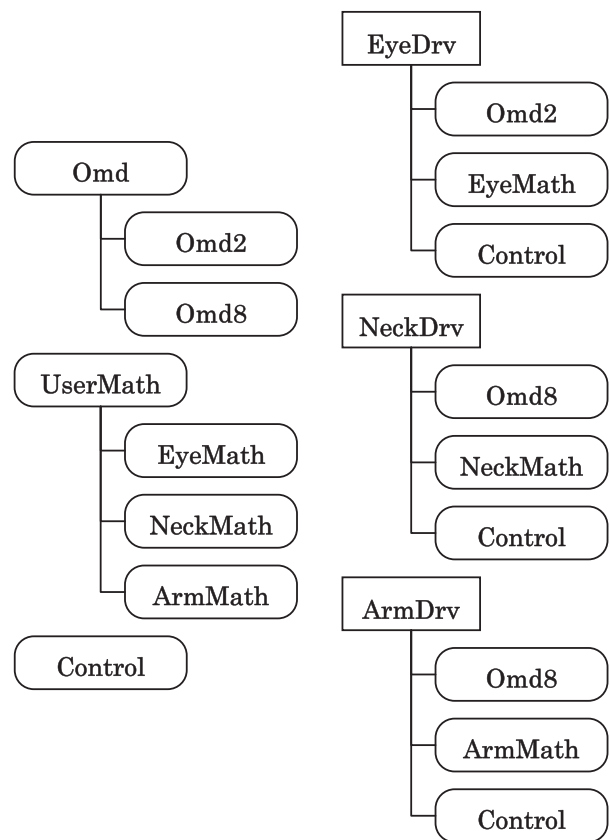 Omd
Omd2
Omd8
UserMath
EyeMath
NeckMath
ArmMath
Control
EyeDrv
Omd2
EyeMath
Control
NeckDrv
Omd8
NeckMath
Control
ArmDrv
Omd8
ArmMath
Control